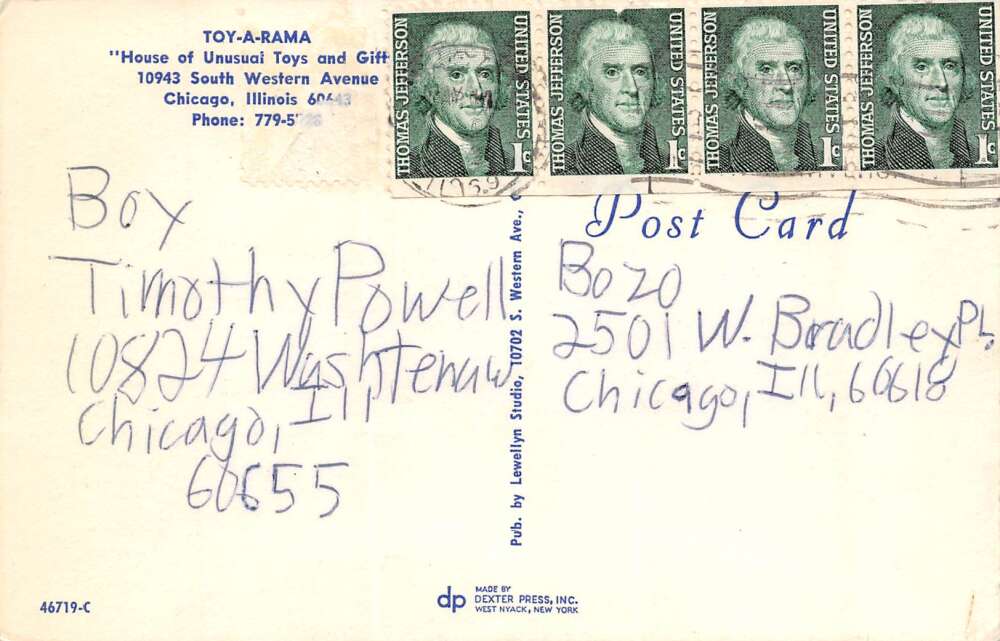 TOY-A-RAMA
"House of Unusual Toys and Gift
10943 South Western Avenue
Chicago, Illinois 60643
Phone: 779-5
THOMAS JEFFERSON
UNITED STATES
1c
THOMAS JEFFERSON
UNITED STATES
1c
THOMAS JEFFERSON
UNITED STATES
1c
THOMAS JEFFERSON
UNITED STATES
1c
Post Card
Boy
Timothy Powell
10824 Washtenaw
Chicago, Ill,
60655
Pub. by Lewellyn Studio, 10702 S. Western Ave.,
Bozo
2501 W. Bradley Pl.
Chicago, Ill, 60618
46719-C
dp
MADE BY
DEXTER PRESS, INC.
WEST NYACK, NEW YORK